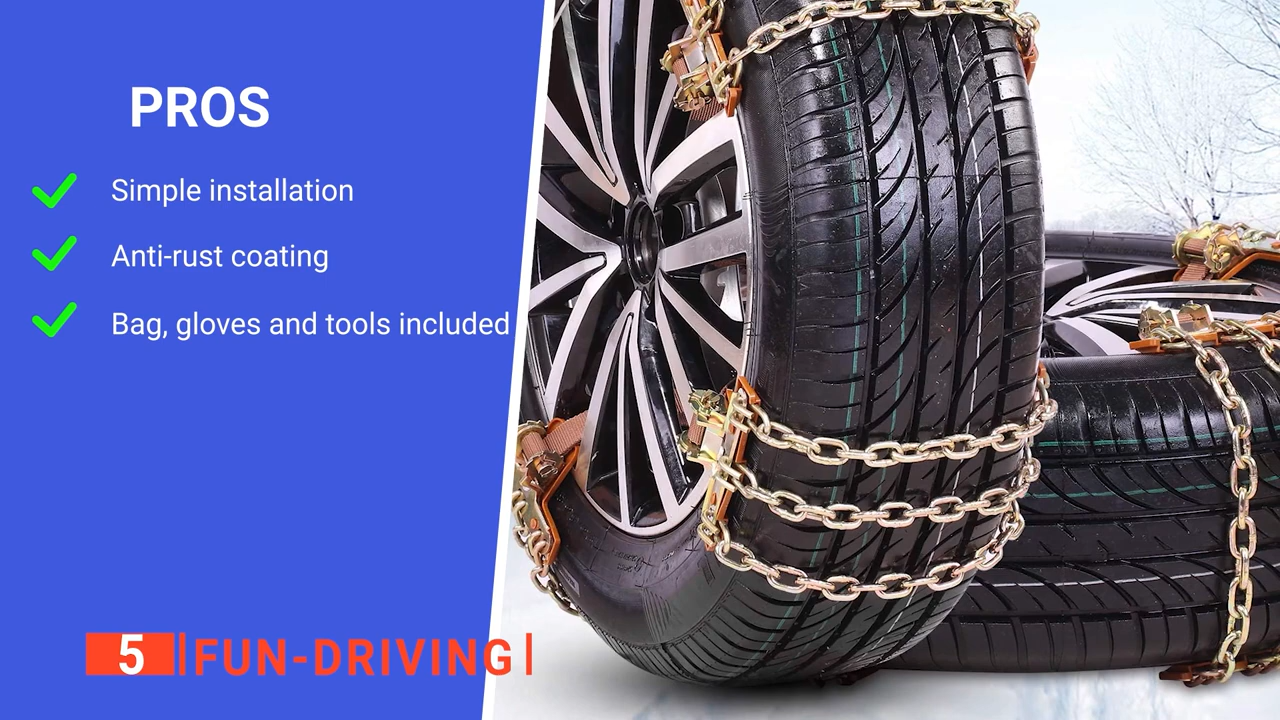 PROS
Simple installation
Anti-rust coating
Bag, gloves and tools included
5 FUN-DRIVING